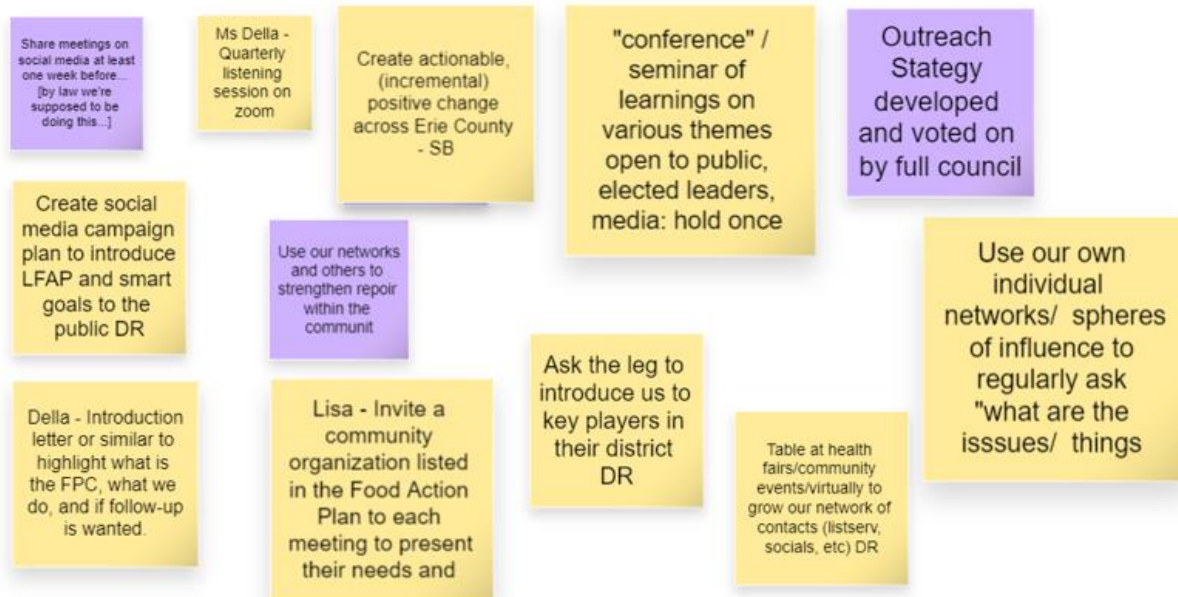 Share meetings on
social media at least
one week before...
[by law we're
supposed to be
doing this...]
Ms Della -
Quarterly
listening
session on
zoom
Create actionable,
(incremental)
positive change
across Erie County
- SB
"conference" /
seminar of
learnings on
various themes
open to public,
elected leaders,
media: hold once
Outreach
Stategy
developed
and voted on
by full council
Create social
media campaign
plan to introduce
LFAP and smart
goals to the
public DR
Use our networks
and others to
strengthen repoir
within the
communit
Use our own
individual
networks/ spheres
of influence to
regularly ask
"what are the
isssues/ things
Della - Introduction
letter or similar to
highlight what is
the FPC, what we
do, and if follow-up
is wanted.
Lisa - Invite a
community
organization listed
in the Food Action
Plan to each
meeting to present
their needs and
Ask the leg to
introduce us to
key players in
their district
DR
Table at health
fairs/community
events/virtually to
grow our network of
contacts (listserv,
socials, etc) DR